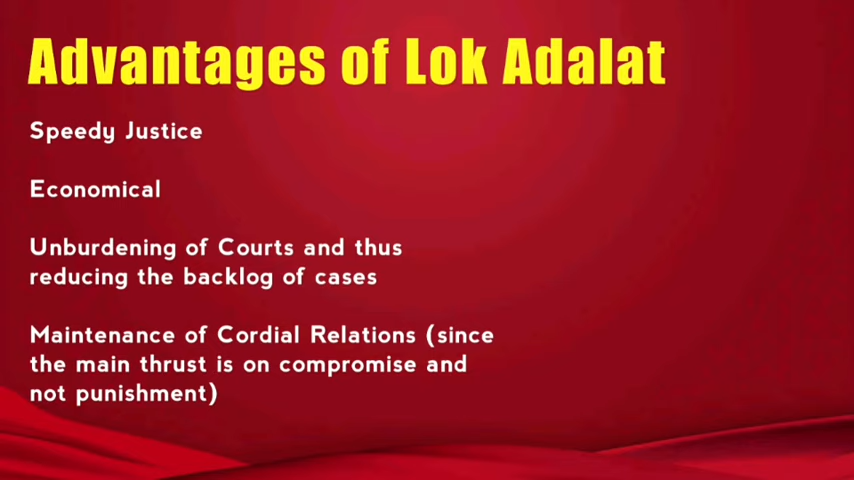 Advantages of Lok Adalat
Speedy Justice
Economical
Unburdening of Courts and thus
reducing the backlog of cases
Maintenance of Cordial Relations (since
the main thrust is on compromise and
not punishment)